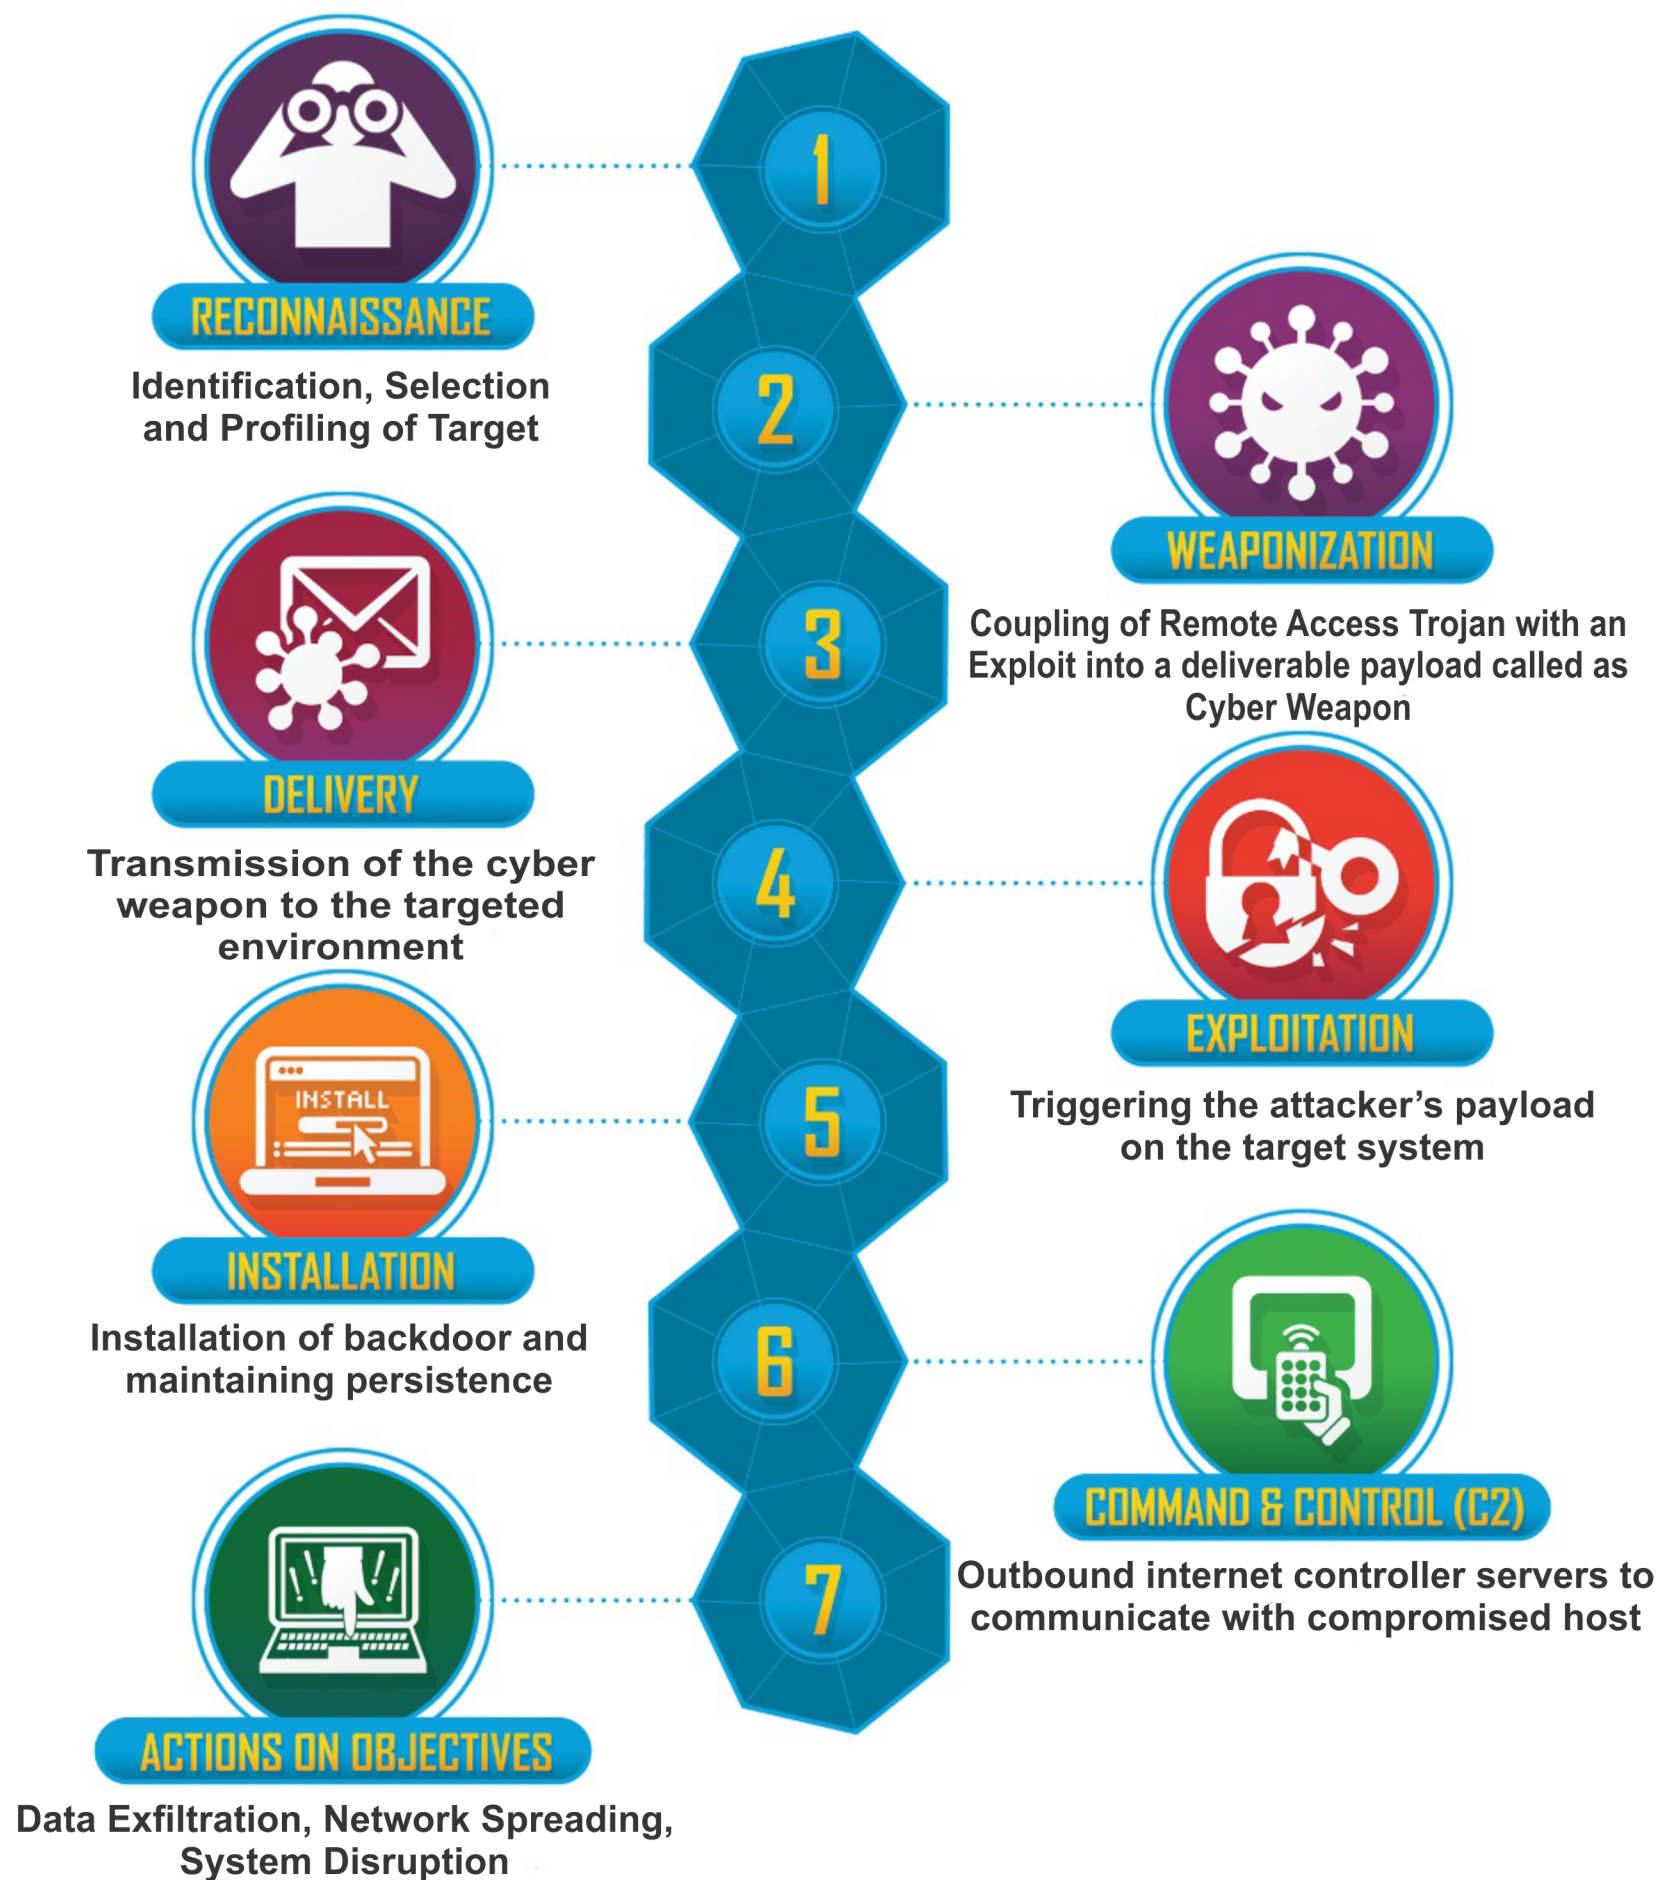 1
RECONNAISSANCE
Identification, Selection
and Profiling of Target
2
WEAPONIZATION
Coupling of Remote Access Trojan with an
Exploit into a deliverable payload called as
Cyber Weapon
3
DELIVERY
Transmission of the cyber
weapon to the targeted
environment
4
EXPLOITATION
Triggering the attacker’s payload
on the target system
5
INSTALL
INSTALLATION
Installation of backdoor and
maintaining persistence
6
COMMAND & CONTROL (C2)
Outbound internet controller servers to
communicate with compromised host
7
!! !!
ACTIONS ON OBJECTIVES
Data Exfiltration, Network Spreading,
System Disruption